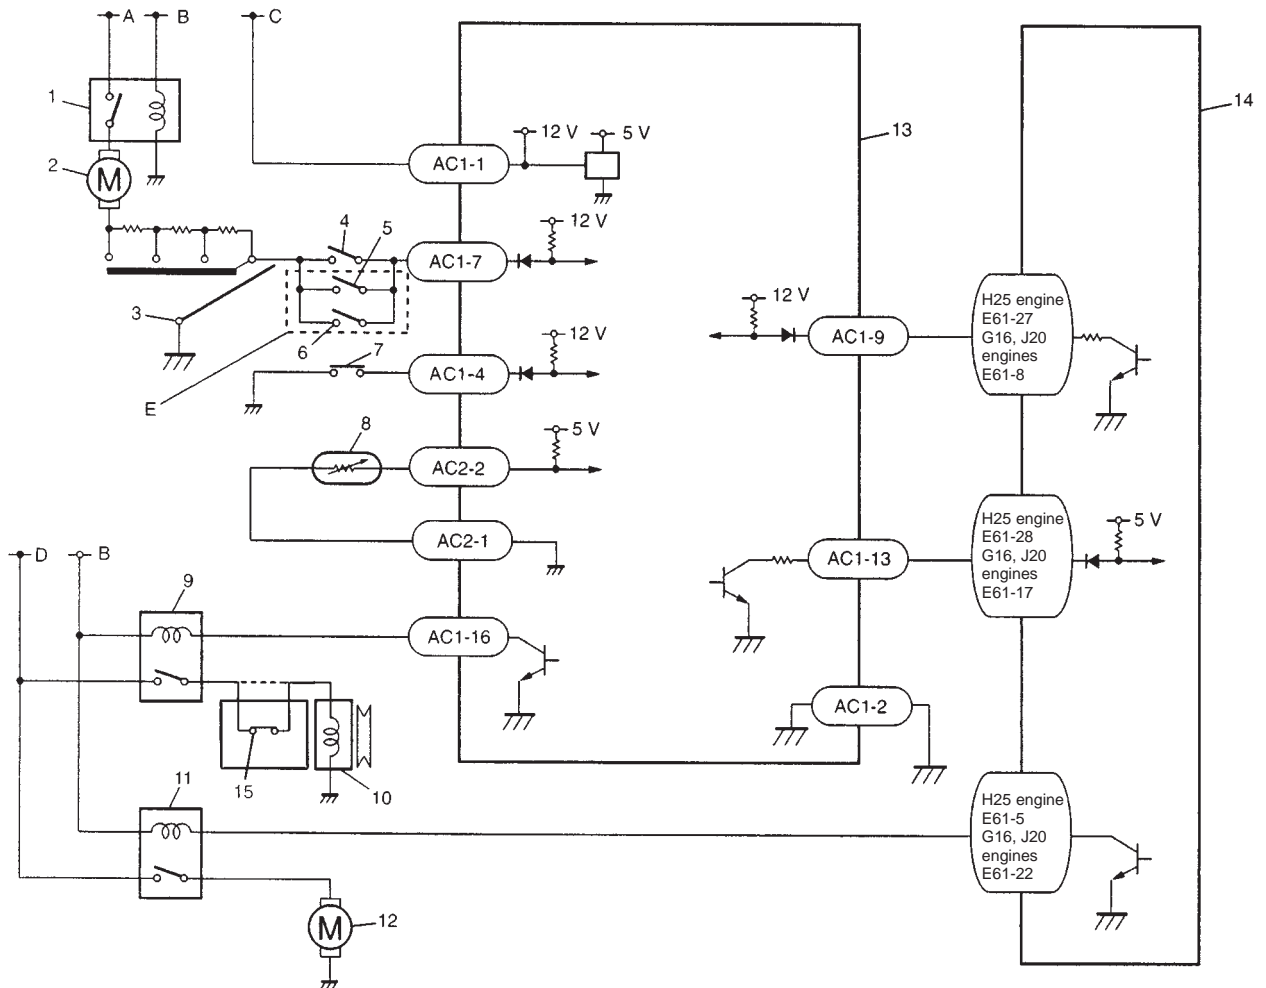 A
B
C
1
2
3
4
5
6
7
8
E
12 V
5 V
AC1-1
13
14
12 V
AC1-7
12 V
AC1-4
5 V
AC2-2
AC2-1
12 V
AC1-9
H25 engine
E61-27
G16, J20
engines
E61-8
D
B
9
AC1-16
15
10
11
12
AC1-13
H25 engine
E61-28
G16, J20
engines
E61-17
5 V
AC1-2
H25 engine
E61-5
G16, J20
engines
E61-22
M
M